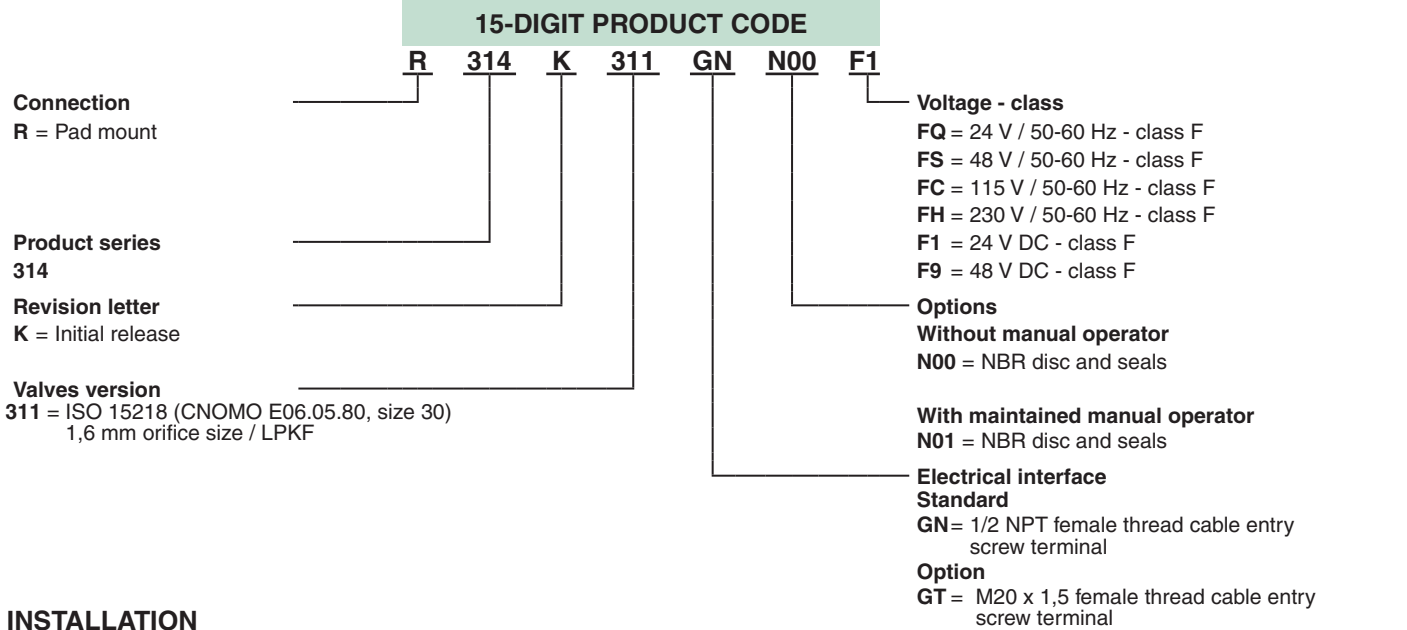 15-DIGIT PRODUCT CODE
R 314 K 311 GN N00 F1
Connection
R = Pad mount
Product series
314
Revision letter
K = Initial release
Valves version
311 = ISO 15218 (CNOMO E06.05.80, size 30)
1,6 mm orifice size / LPKF
Voltage - class
FQ = 24 V / 50-60 Hz - class F
FS = 48 V / 50-60 Hz - class F
FC = 115 V / 50-60 Hz - class F
FH = 230 V / 50-60 Hz - class F
F1 = 24 V DC - class F
F9 = 48 V DC - class F
Options
Without manual operator
N00 = NBR disc and seals
With maintained manual operator
N01 = NBR disc and seals
Electrical interface
Standard
GN= 1/2 NPT female thread cable entry
screw terminal
Option
GT = M20 x 1,5 female thread cable entry
screw terminal
INSTALLATION